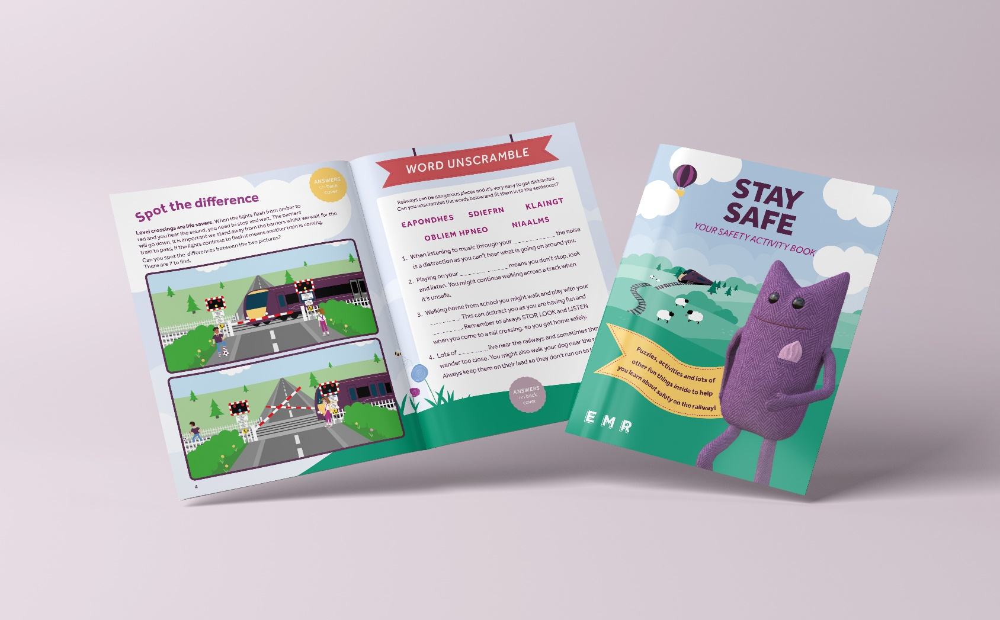 Spot the difference
ANSWERS
on back
cover
Level crossings are life savers. When the lights flash from amber to
red and you hear the sound, you need to stop and wait. The barriers
will go down, it is important we stand away from the barriers whilst we wait for the
train to pass, if the lights continue to flash it means another train is coming.
Can you spot the differences between the two pictures?
There are 7 to find.
4
WORD UNSCRAMBLE
Railways can be dangerous places and it's very easy to get distracted.
Can you unscramble the words below and fit them in to the sentences?
EAPONDHES SDIEFRN KLAINGT
OBLIEM HPNEO NIAALMS
1. When listening to music through your ____________ the noise
is a distraction as you can't hear what is going on around you.
2. Playing on your ______________ means you don't stop, look
and listen. You might continue walking across a track when
it's unsafe.
3. Walking home from school you might walk and play with your
_________. This can distract you as you are having fun and
_________. Remember to always STOP, LOOK and LISTEN
when you come to a rail crossing, so you get home safely.
4. Lots of _________ live near the railways and sometimes they
wander too close. You might also walk your dog near the
Always keep them on their lead so they don't run on to
ANSWERS
on back
cover
STAY
SAFE
YOUR SAFETY ACTIVITY BOOK
Puzzles, activities and lots of
other fun things inside to help
you learn about safety on the railway!
EMR